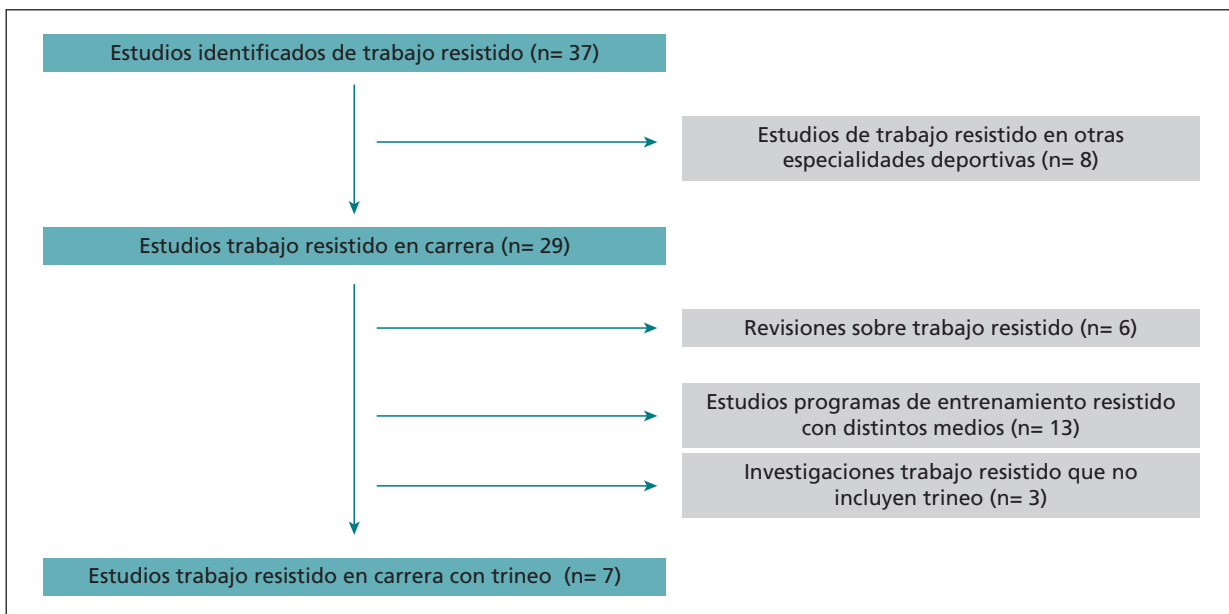 Estudios identificados de trabajo resistido (n= 37)
Estudios de trabajo resistido en otras
especialidades deportivas (n= 8)
Estudios trabajo resistido en carrera (n= 29)
Revisiones sobre trabajo resistido (n= 6)
Estudios programas de entrenamiento resistido
con distintos medios (n= 13)
Investigaciones trabajo resistido que no
incluyen trineo (n= 3)
Estudios trabajo resistido en carrera con trineo (n= 7)